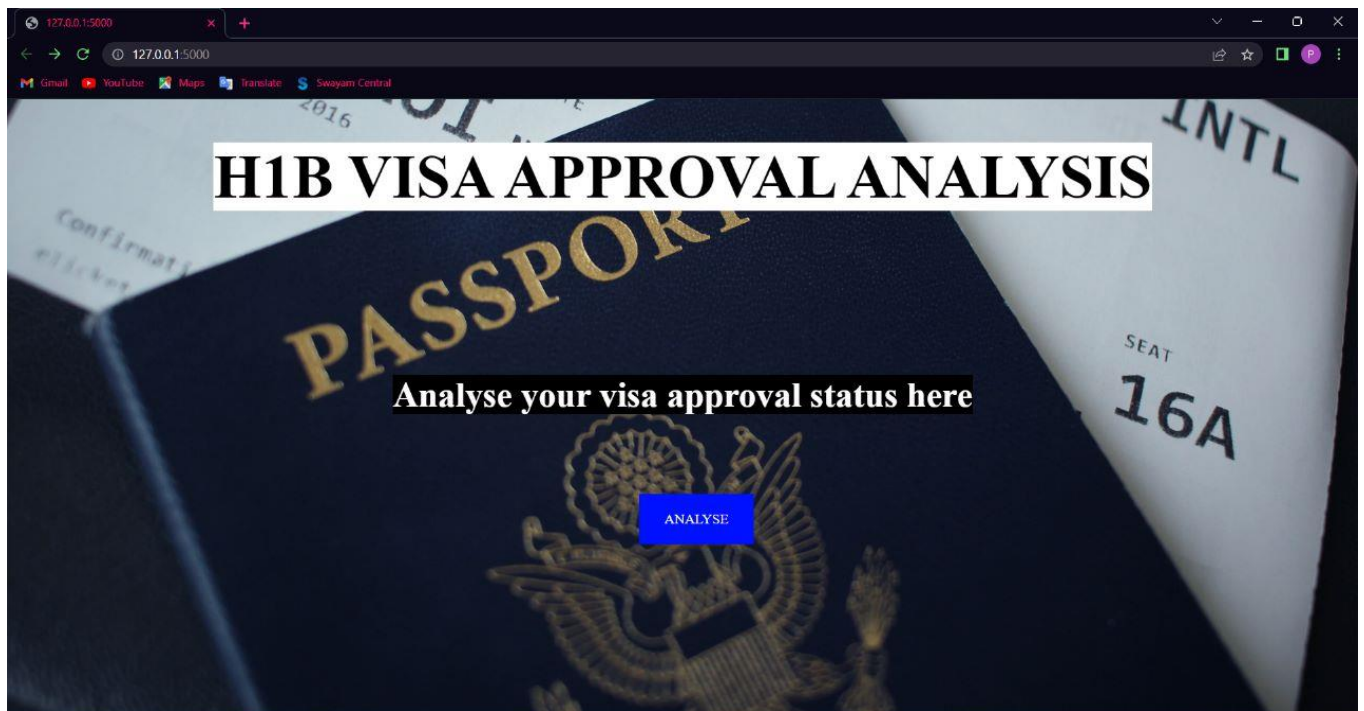 127.0.0.1:5000
127.0.0.1:5000
P
Gmail YouTube Maps Translate Swayam Central
2016
INTL
H1B VISA APPROVAL ANALYSIS
PASSPORT
SEAT
16A
Analyse your visa approval status here
ANALYSE